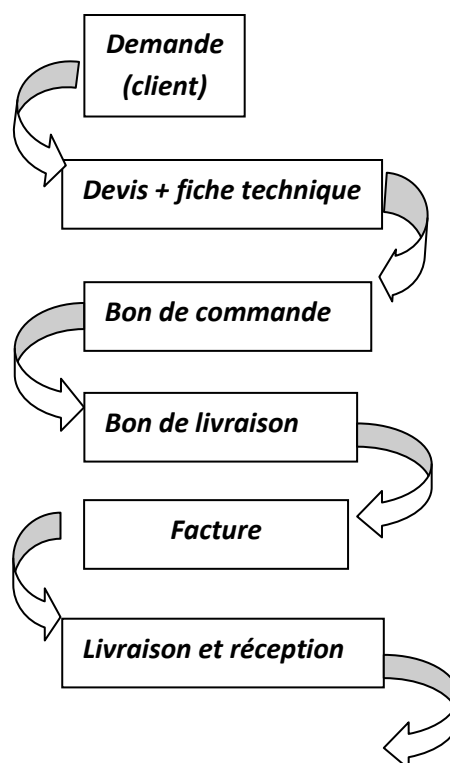 Demande
(client)
Devis + fiche technique
Bon de commande
Bon de livraison
Facture
Livraison et réception